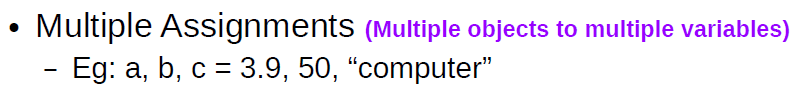 • Multiple Assignments (Multiple objects to multiple variables)
– Eg: a, b, c = 3.9, 50, “computer”